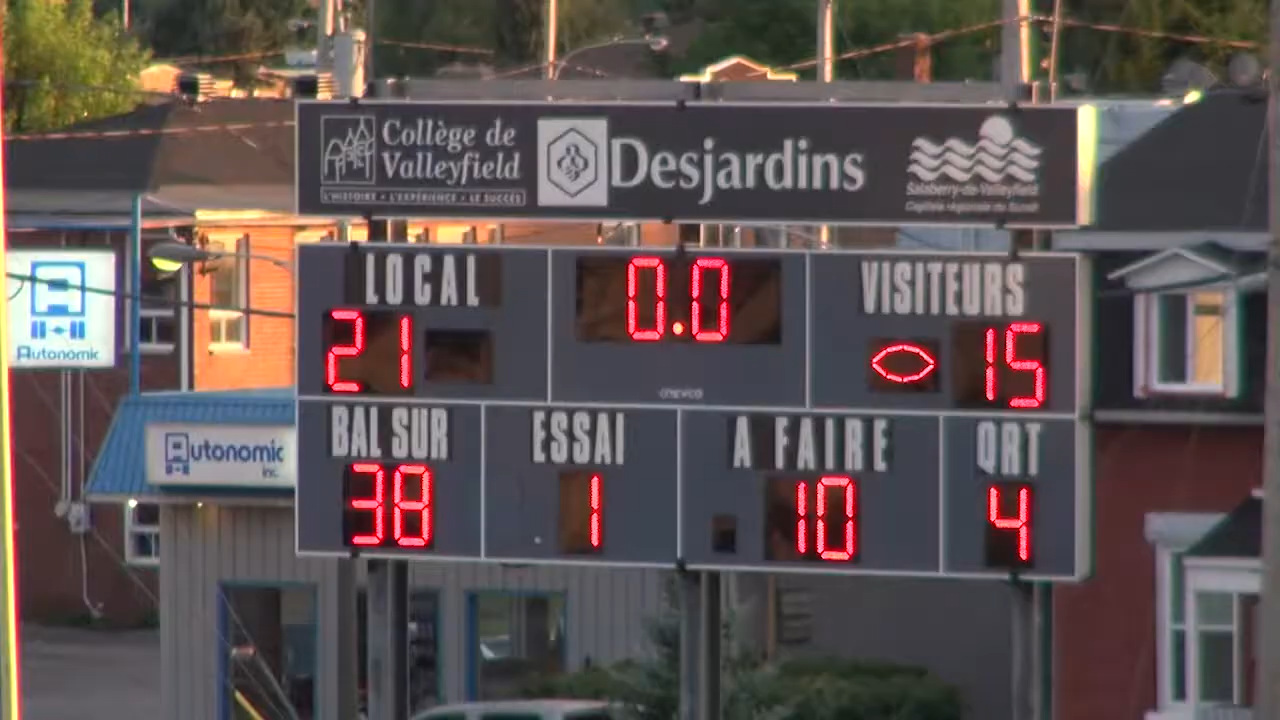 Collège de
Valleyfield
L'HISTOIRE • L'EXPÉRIENCE • LE SUCCÈS
Desjardins
Salaberry-de-Valleyfield
LOCAL
21
0.0
VISITEURS
15
BAL SUR
38
ESSAI
1
A FAIRE
10
QRT
4
Autonomic
Autonomic
inc.